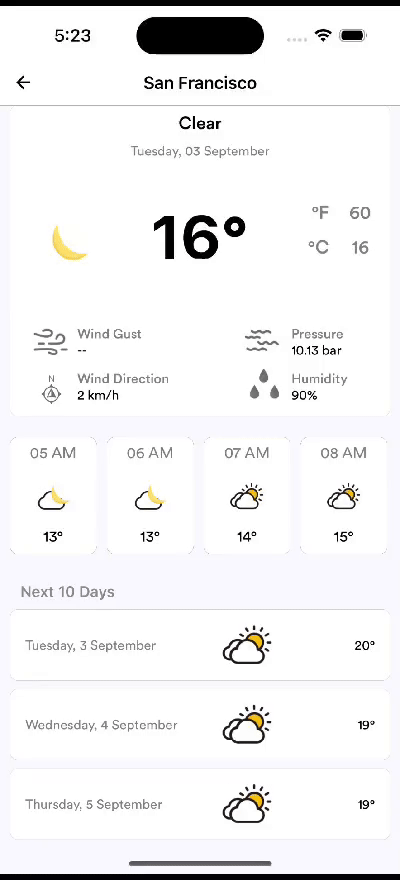 5:23
San Francisco
Clear
Tuesday, 03 September
16°
°F 60
°C 16
Wind Gust
--
Pressure
10.13 bar
N
Wind Direction
2 km/h
Humidity
90%
05 AM 06 AM 07 AM 08 AM
13° 13° 14° 15°
Next 10 Days
Tuesday, 3 September 20°
Wednesday, 4 September 19°
Thursday, 5 September 19°